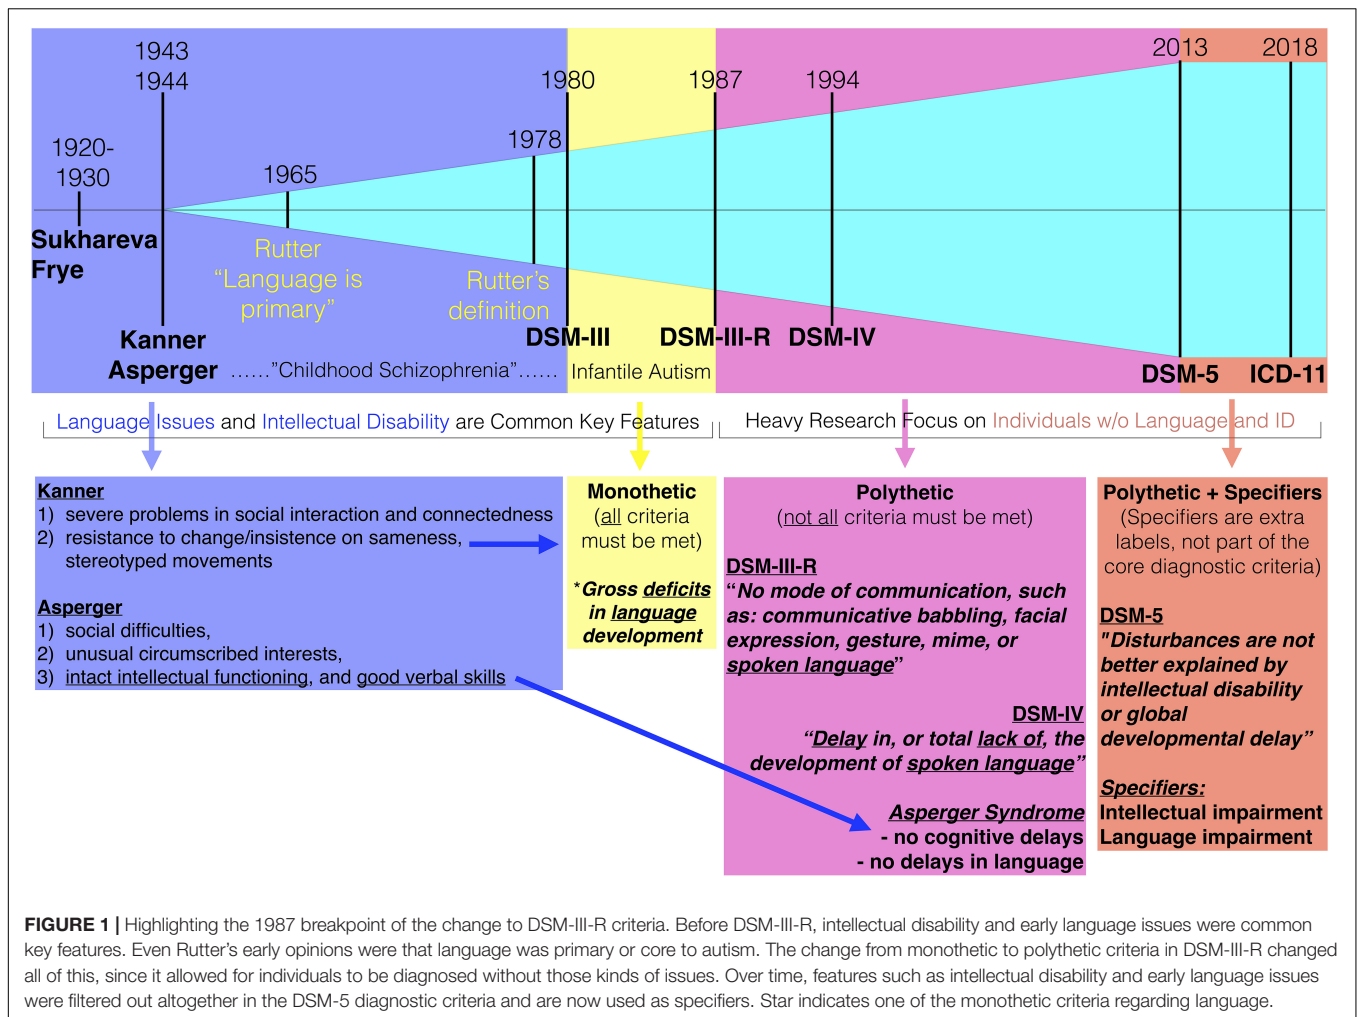 1943
1944
1920-
1930
1965
1978
1980
1987
1994
2013
2018
Sukhareva
Frye
Rutter
“Language is
primary”
Rutter’s
definition
Kanner
Asperger
DSM-III
DSM-III-R
DSM-IV
DSM-5
ICD-11
......”Childhood Schizophrenia”......
Infantile Autism
Language Issues and Intellectual Disability are Common Key Features
Heavy Research Focus on Individuals w/o Language and ID
Kanner
1) severe problems in social interaction and connectedness
2) resistance to change/insistence on sameness,
stereotyped movements
Asperger
1) social difficulties,
2) unusual circumscribed interests,
3) intact intellectual functioning, and good verbal skills
Monothetic
(all criteria
must be met)
*Gross deficits
in language
development
Polythetic
(not all criteria must be met)
DSM-III-R
“No mode of communication, such
as: communicative babbling, facial
expression, gesture, mime, or
spoken language”
DSM-IV
“Delay in, or total lack of, the
development of spoken language”
Asperger Syndrome
- no cognitive delays
- no delays in language
Polythetic + Specifiers
(Specifiers are extra
labels, not part of the
core diagnostic criteria)
DSM-5
"Disturbances are not
better explained by
intellectual disability
or global
developmental delay”
Specifiers:
Intellectual impairment
Language impairment
FIGURE 1 | Highlighting the 1987 breakpoint of the change to DSM-III-R criteria. Before DSM-III-R, intellectual disability and early language issues were common
key features. Even Rutter’s early opinions were that language was primary or core to autism. The change from monothetic to polythetic criteria in DSM-III-R changed
all of this, since it allowed for individuals to be diagnosed without those kinds of issues. Over time, features such as intellectual disability and early language issues
were filtered out altogether in the DSM-5 diagnostic criteria and are now used as specifiers. Star indicates one of the monothetic criteria regarding language.